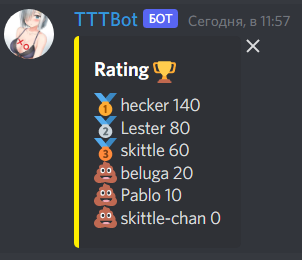 TTTBot БОТ Сегодня, в 11:57
Rating 🏆
🥇 hecker 140
🥈 Lester 80
🥉 skittle 60
💩 beluga 20
💩 Pablo 10
💩 skittle-chan 0